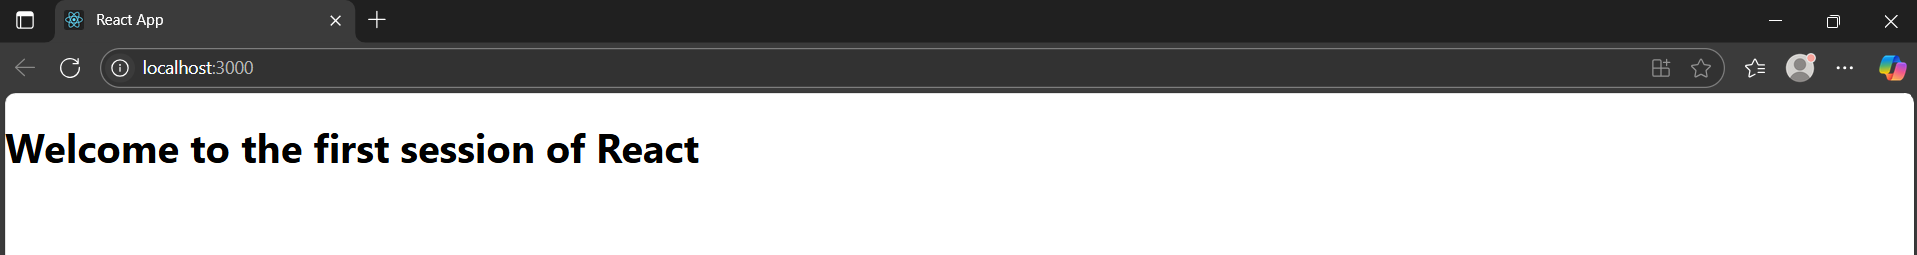 React App
localhost:3000
Welcome to the first session of React